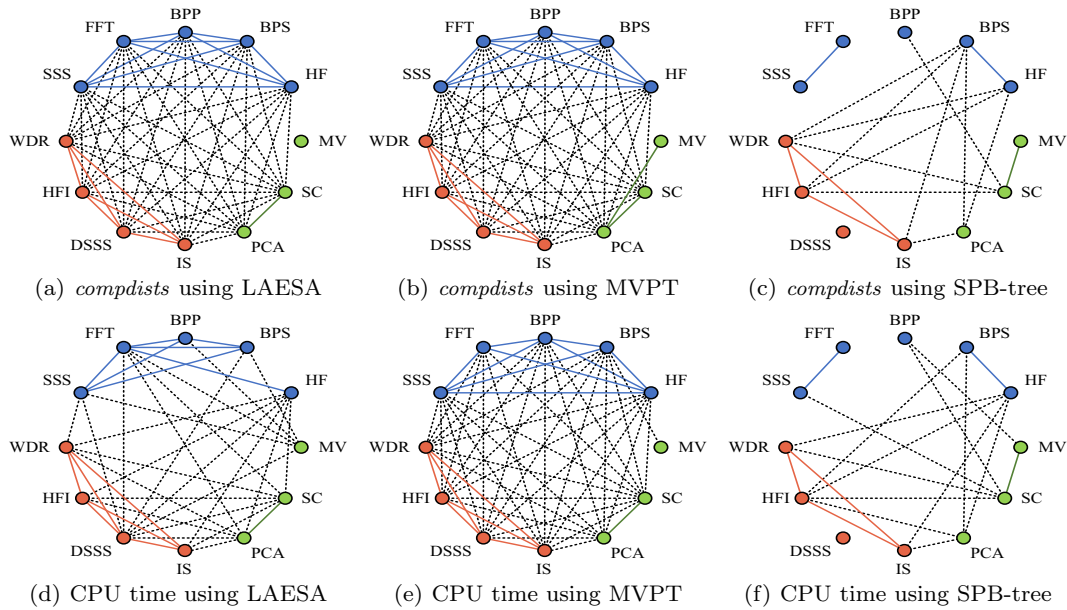 BPP BPP BPP
FFT BPS FFT BPS FFT BPS
SSS HF SSS HF SSS HF
WDR MV WDR MV WDR MV
HFI SC HFI SC HFI SC
DSSS PCA DSSS PCA DSSS PCA
IS IS IS
(a) compdists using LAESA (b) compdists using MVPT (c) compdists using SPB-tree
BPP BPP BPP
FFT BPS FFT BPS FFT BPS
SSS HF SSS HF SSS HF
WDR MV WDR MV WDR MV
HFI SC HFI SC HFI SC
DSSS PCA DSSS PCA DSSS PCA
IS IS IS
(d) CPU time using LAESA (e) CPU time using MVPT (f) CPU time using SPB-tree